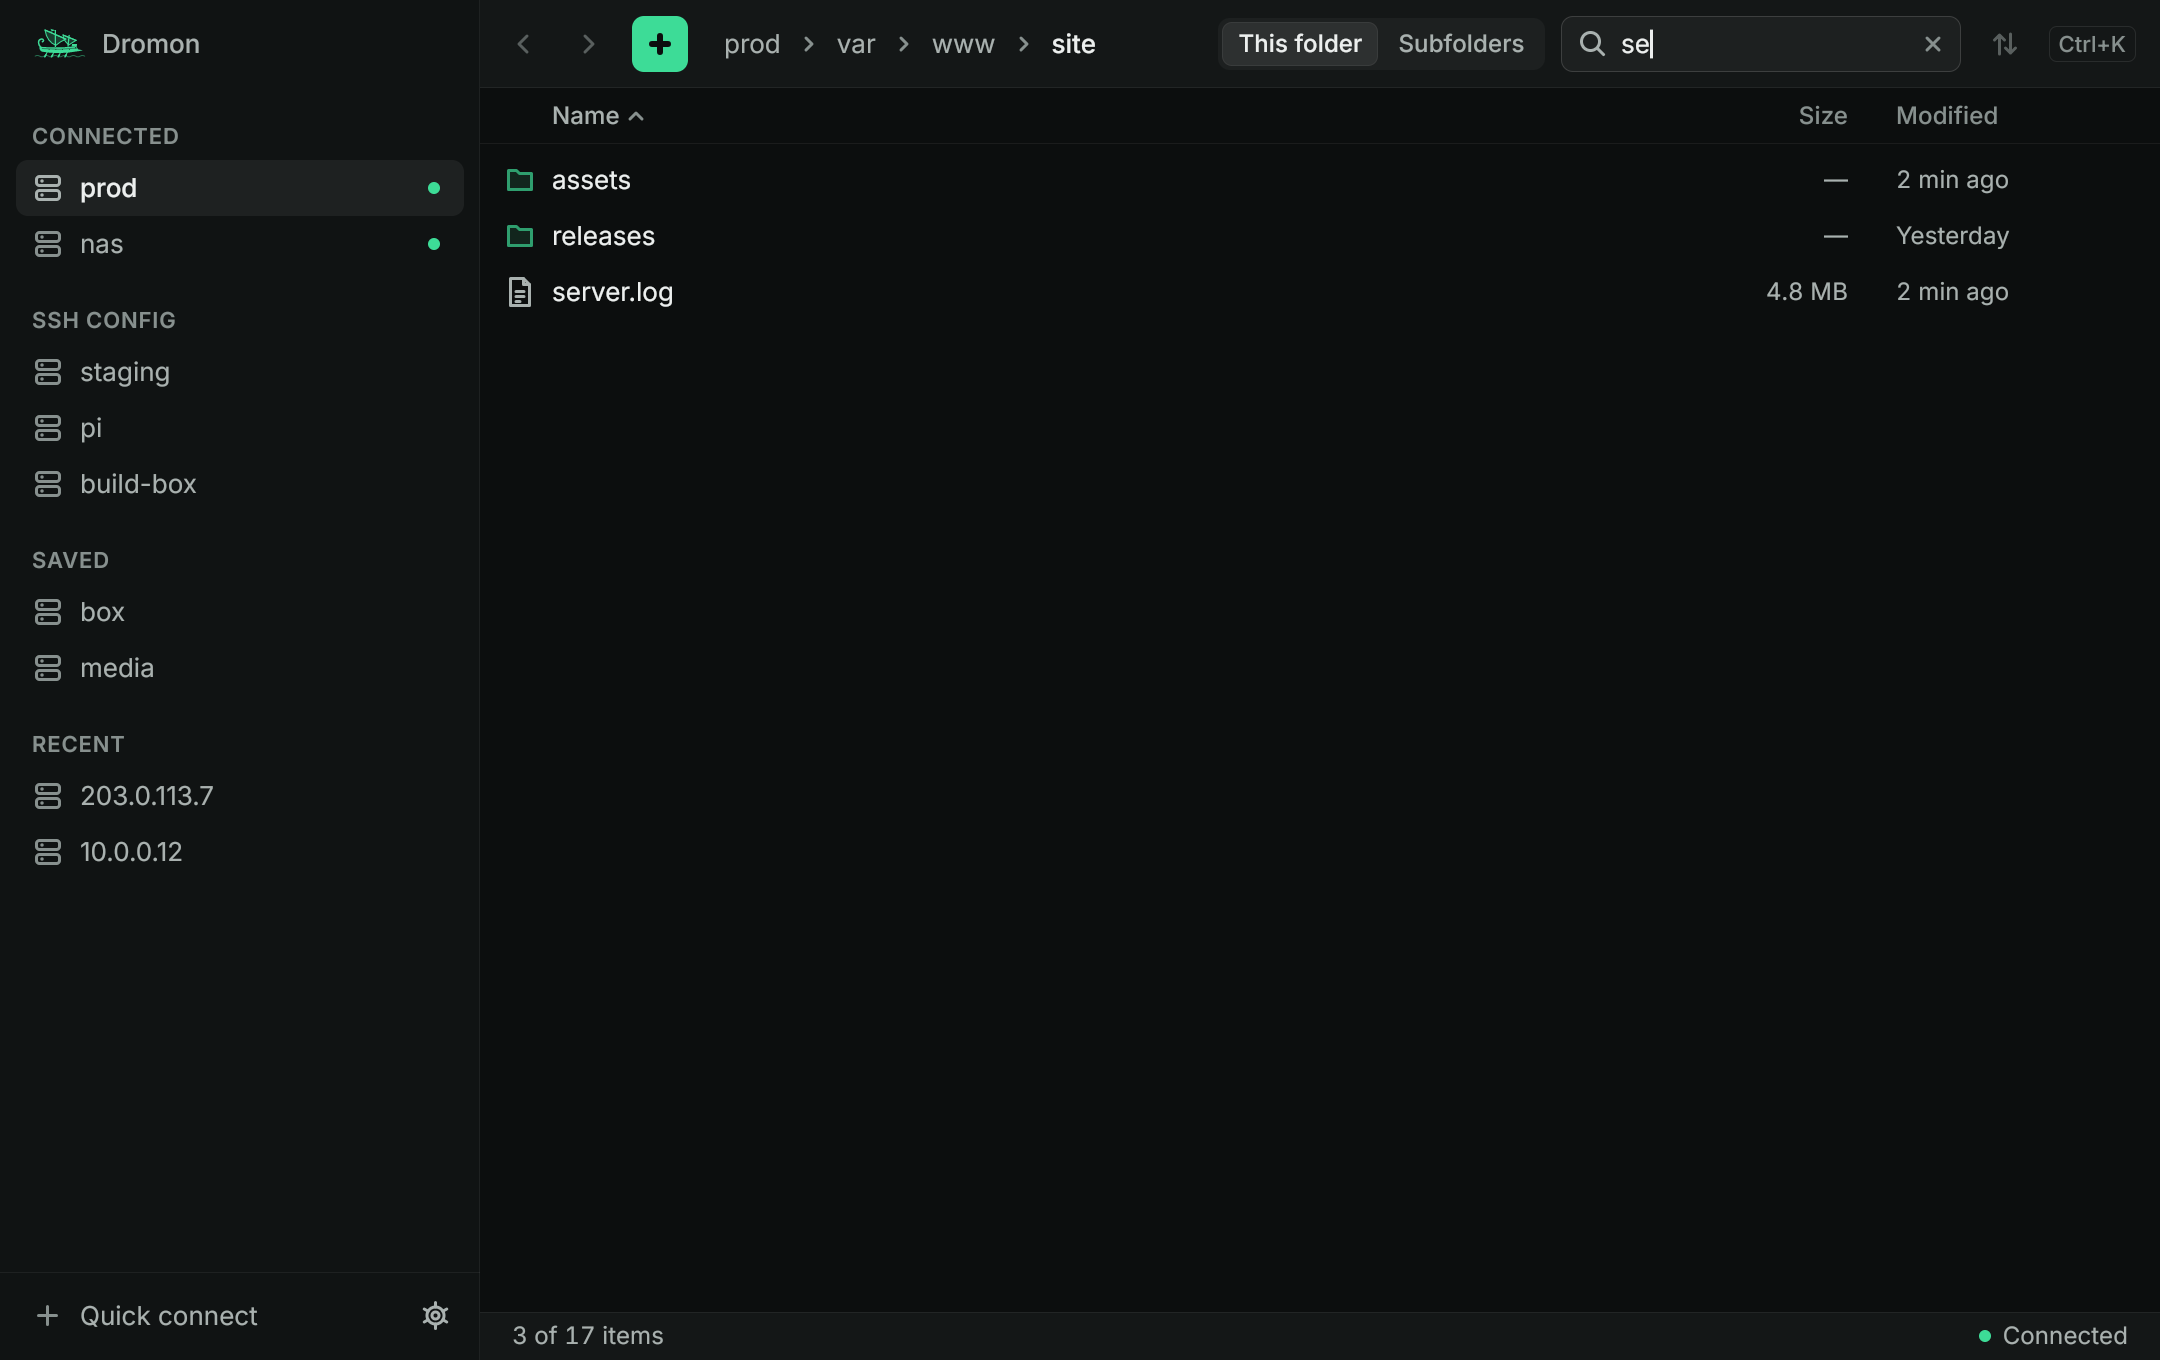 Dromon
CONNECTED
prod
nas
SSH CONFIG
staging
pi
build-box
SAVED
box
media
RECENT
203.0.113.7
10.0.0.12
Quick connect
prod > var > www > site
This folder
Subfolders
se
Ctrl+K
Name
Size
Modified
assets — 2 min ago
releases — Yesterday
server.log 4.8 MB 2 min ago
3 of 17 items
Connected